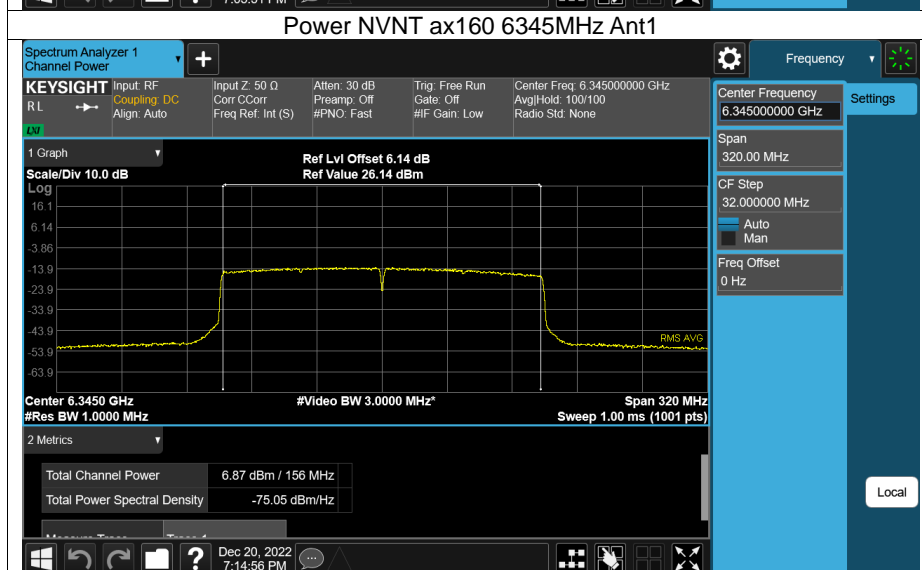 Power NVNT ax160 6345MHz Ant1
Spectrum Analyzer 1
Channel Power
Frequency
KEYSIGHT
RL
LXI
Input: RF
Coupling: DC
Align: Auto
Input Z: 50 Ω
Corr CCorr
Freq Ref: Int (S)
Atten: 30 dB
Preamp: Off
#PNO: Fast
Trig: Free Run
Gate: Off
#IF Gain: Low
Center Freq: 6.345000000 GHz
Avg|Hold: 100/100
Radio Std: None
Center Frequency
6.345000000 GHz
Settings
Span
320.00 MHz
CF Step
32.000000 MHz
Auto
Man
Freq Offset
0 Hz
Local
1 Graph
Scale/Div 10.0 dB
Ref Lvl Offset 6.14 dB
Ref Value 26.14 dBm
Log
16.1
6.14
-3.86
-13.9
-23.9
-33.9
-43.9
-53.9
-63.9
RMS AVG
Center 6.3450 GHz
#Video BW 3.0000 MHz*
Span 320 MHz
#Res BW 1.0000 MHz
Sweep 1.00 ms (1001 pts)
2 Metrics
Total Channel Power 6.87 dBm / 156 MHz
Total Power Spectral Density -75.05 dBm/Hz
?
Dec 20, 2022
7:14:56 PM